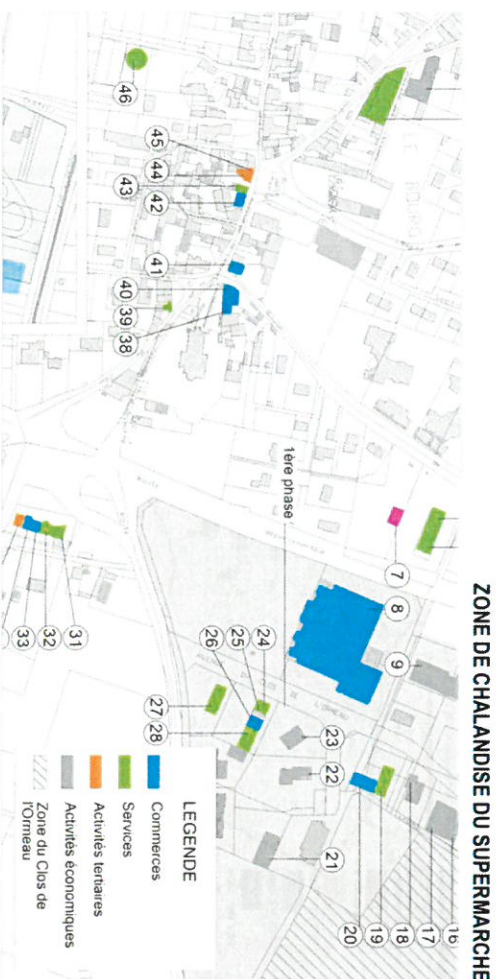 ZONE DE CHALANDISE DU SUPERMARCHE
16
17
18
19
20
9
8
7
21
22
23
24
25
26
27
28
1ère phase
L'ORMEAU
31
32
33
38
39
40
41
42
43
44
45
46
LEGENDE
Commerces
Services
Activités tertiaires
Activités économiques
Zone du Clos de
l'Ormeau